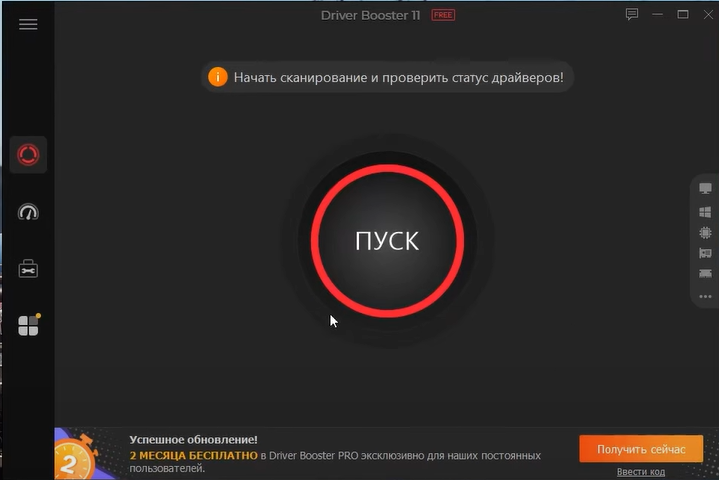 Driver Booster 11 FREE
Начать сканирование и проверить статус драйверов!
ПУСК
Успешное обновление!
2 МЕСЯЦА БЕСПЛАТНО в Driver Booster PRO эксклюзивно для наших постоянных
пользователей.
Получить сейчас
Ввести код
2